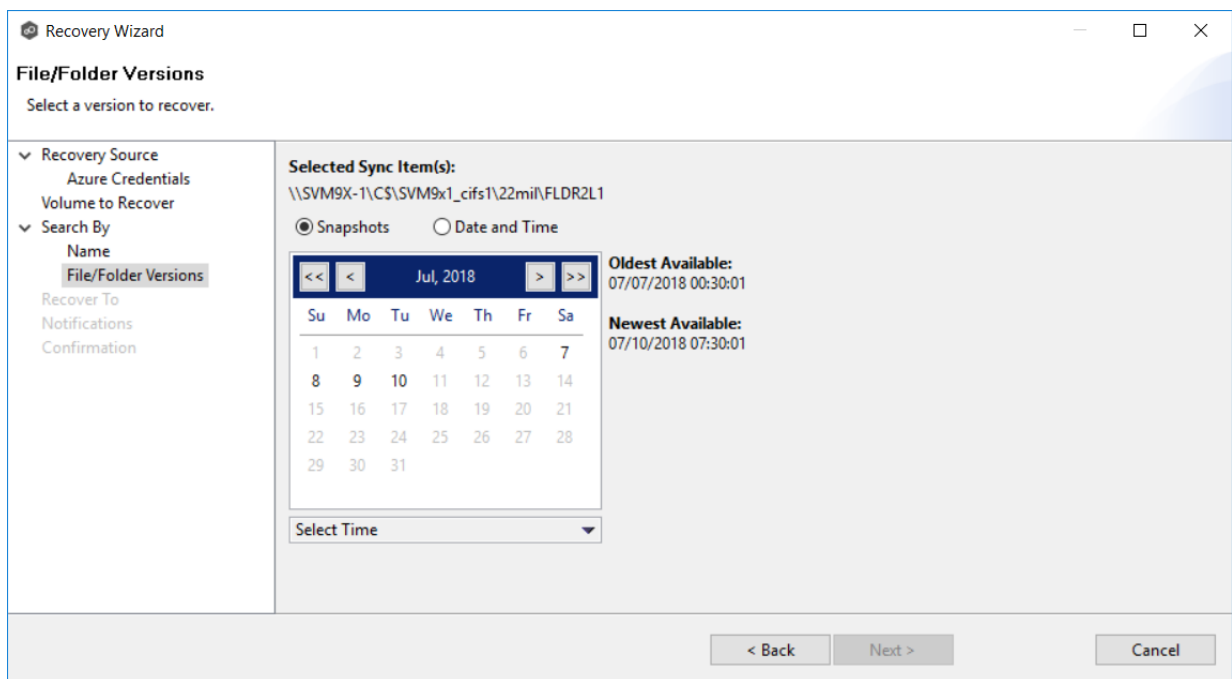 Recovery Wizard
File/Folder Versions
Select a version to recover.
Recovery Source
Azure Credentials
Volume to Recover
Search By
Name
File/Folder Versions
Recover To
Notifications
Confirmation
Selected Sync Item(s):
\\SVM9X-1\C$\SVM9x1_cifs1\22mil\FLDR2L1
Snapshots Date and Time
<< < Jul, 2018 > >>
Su Mo Tu We Th Fr Sa
1 2 3 4 5 6 7
8 9 10 11 12 13 14
15 16 17 18 19 20 21
22 23 24 25 26 27 28
29 30 31
Select Time
Oldest Available:
07/07/2018 00:30:01
Newest Available:
07/10/2018 07:30:01
< Back Next > Cancel